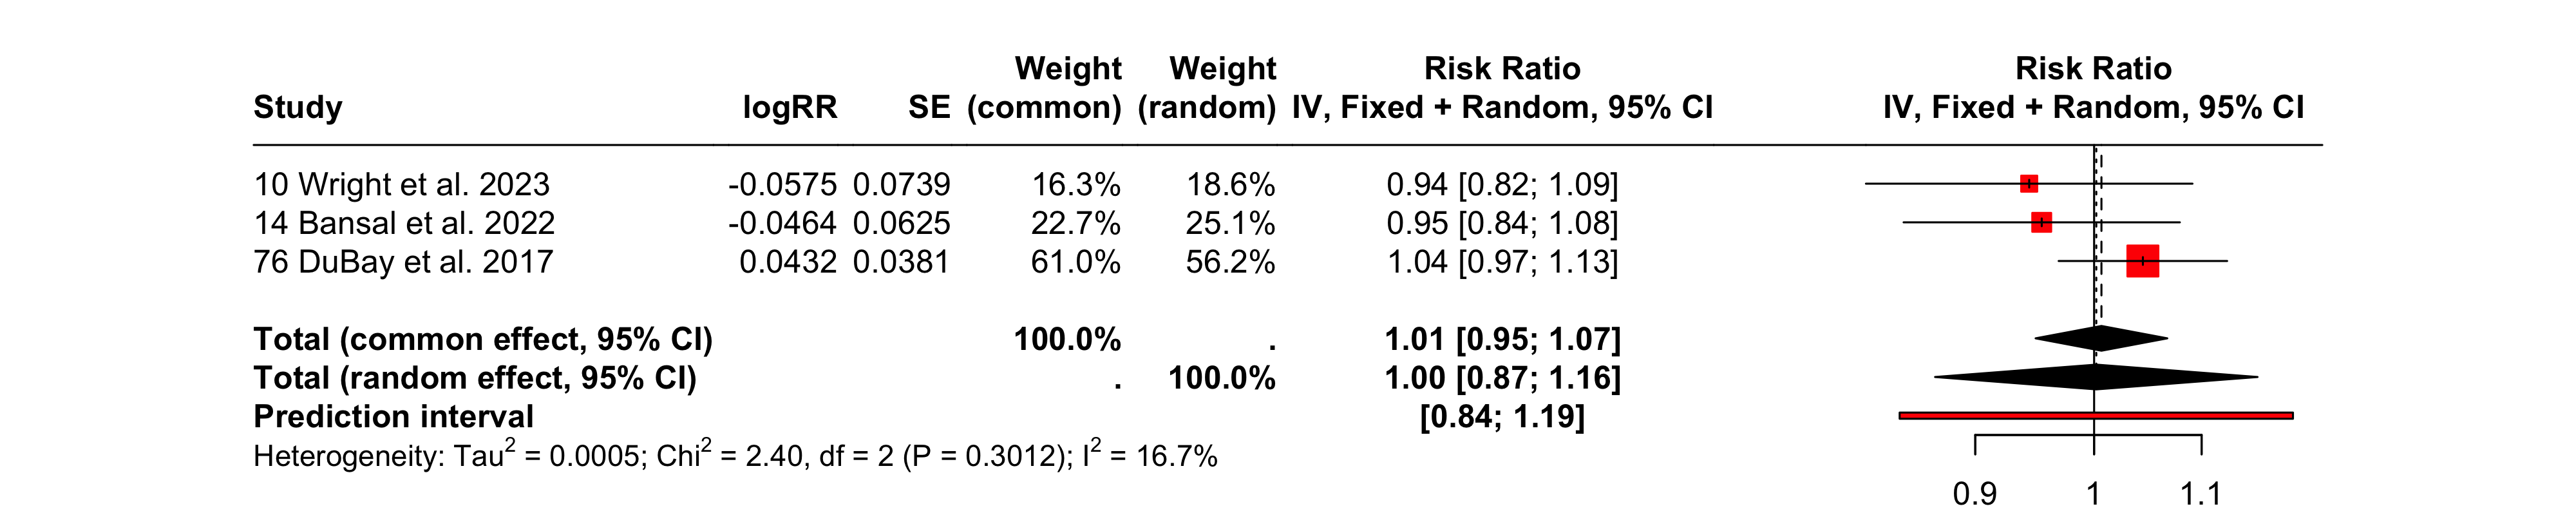 Weight Weight Risk Ratio Risk Ratio
Study logRR SE (common) (random) IV, Fixed + Random, 95% CI IV, Fixed + Random, 95% CI
10 Wright et al. 2023 -0.0575 0.0739 16.3% 18.6% 0.94 [0.82; 1.09]
14 Bansal et al. 2022 -0.0464 0.0625 22.7% 25.1% 0.95 [0.84; 1.08]
76 DuBay et al. 2017 0.0432 0.0381 61.0% 56.2% 1.04 [0.97; 1.13]
Total (common effect, 95% CI) 100.0% . 1.01 [0.95; 1.07]
Total (random effect, 95% CI) . 100.0% 1.00 [0.87; 1.16]
Prediction interval [0.84; 1.19]
Heterogeneity: Tau² = 0.0005; Chi² = 2.40, df = 2 (P = 0.3012); I² = 16.7%
0.9 1 1.1